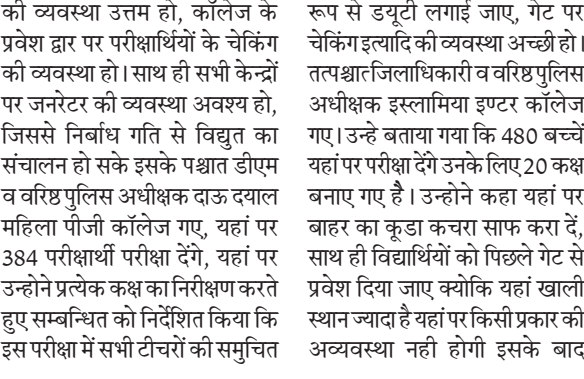 की व्यवस्था उत्तम हो, कॉलेज के
प्रवेश द्वार पर परीक्षार्थियों के चेकिंग
की व्यवस्था हो। साथ ही सभी केन्द्रों
पर जनरेटर की व्यवस्था अवश्य हो,
जिससे निर्बाध गति से विद्युत का
संचालन हो सके इसके पश्चात डीएम
व वरिष्ठ पुलिस अधीक्षक दाऊ दयाल
महिला पीजी कॉलेज गए, यहां पर
384 परीक्षार्थी परीक्षा देंगे, यहां पर
उन्होने प्रत्येक कक्ष का निरीक्षण करते
हुए सम्बन्धित को निर्देशित किया कि
इस परीक्षा में सभी टीचरों की समुचित
रूप से डयूटी लगाई जाए, गेट पर
चेकिंग इत्यादि की व्यवस्था अच्छी हो।
तत्पश्चात जिलाधिकारी व वरिष्ठ पुलिस
अधीक्षक इस्लामिया इण्टर कॉलेज
गए। उन्हे बताया गया कि 480 बच्चें
यहां पर परीक्षा देंगे उनके लिए 20 कक्ष
बनाए गए है। उन्होने कहा यहां पर
बाहर का कूडा कचरा साफ करा दें,
साथ ही विद्यार्थियों को पिछले गेट से
प्रवेश दिया जाए क्योकि यहां खाली
स्थान ज्यादा है यहां पर किसी प्रकार की
अव्यवस्था नही होगी इसके बाद